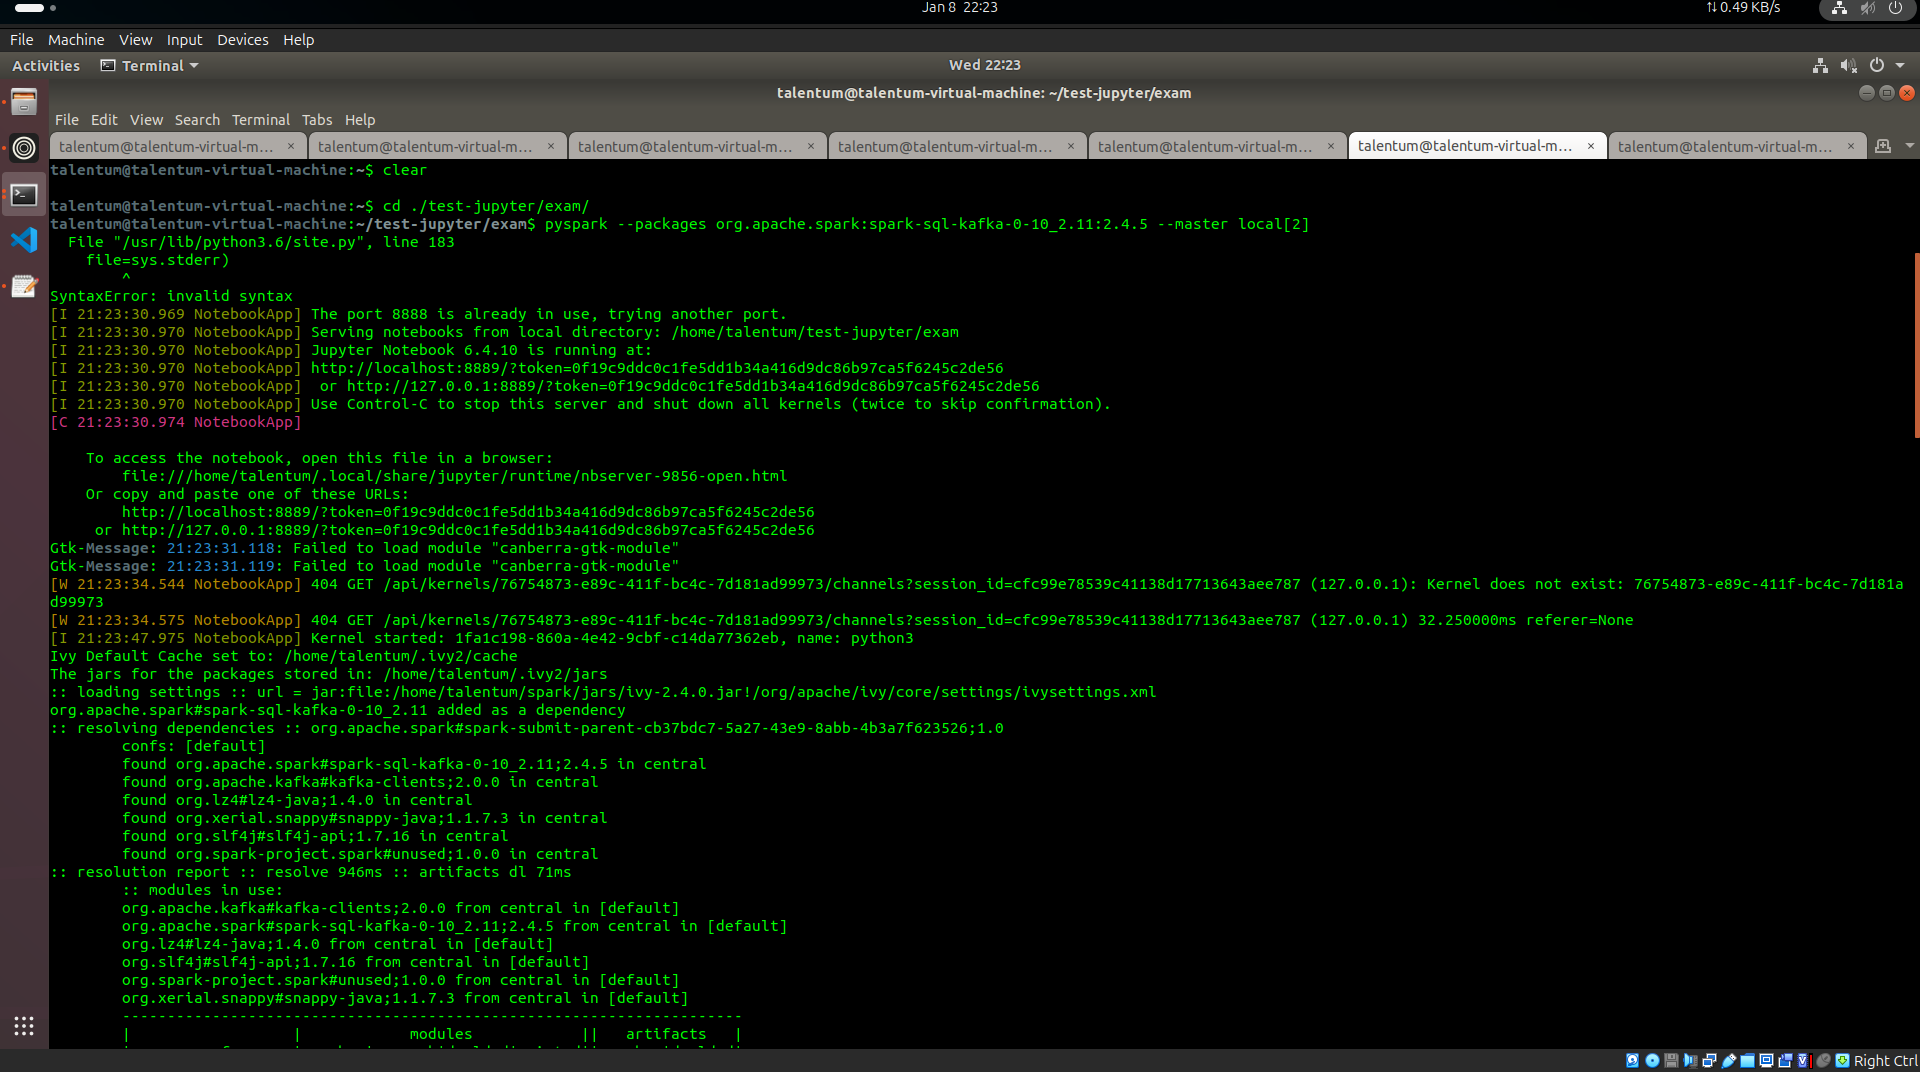 Jan 8 22:23
0.49 KB/s
File Machine View Input Devices Help
Activities Terminal
Wed 22:23
talentum@talentum-virtual-machine: ~/test-jupyter/exam
File Edit View Search Terminal Tabs Help
talentum@talentum-virtual-m... × talentum@talentum-virtual-m... × talentum@talentum-virtual-m... × talentum@talentum-virtual-m... × talentum@talentum-virtual-m... × talentum@talentum-virtual-m... × talentum@talentum-virtual-m... ×
talentum@talentum-virtual-machine:~$ clear
talentum@talentum-virtual-machine:~$ cd ./test-jupyter/exam/
talentum@talentum-virtual-machine:~/test-jupyter/exam$ pyspark --packages org.apache.spark:spark-sql-kafka-0-10_2.11:2.4.5 --master local[2]
File "/usr/lib/python3.6/site.py", line 183
file=sys.stderr)
^
SyntaxError: invalid syntax
[I 21:23:30.969 NotebookApp] The port 8888 is already in use, trying another port.
[I 21:23:30.970 NotebookApp] Serving notebooks from local directory: /home/talentum/test-jupyter/exam
[I 21:23:30.970 NotebookApp] Jupyter Notebook 6.4.10 is running at:
[I 21:23:30.970 NotebookApp] http://localhost:8889/?token=0f19c9ddc0c1fe5dd1b34a416d9dc86b97ca5f6245c2de56
[I 21:23:30.970 NotebookApp]  or http://127.0.0.1:8889/?token=0f19c9ddc0c1fe5dd1b34a416d9dc86b97ca5f6245c2de56
[I 21:23:30.970 NotebookApp] Use Control-C to stop this server and shut down all kernels (twice to skip confirmation).
[C 21:23:30.974 NotebookApp]
To access the notebook, open this file in a browser:
file:///home/talentum/.local/share/jupyter/runtime/nbserver-9856-open.html
Or copy and paste one of these URLs:
http://localhost:8889/?token=0f19c9ddc0c1fe5dd1b34a416d9dc86b97ca5f6245c2de56
or http://127.0.0.1:8889/?token=0f19c9ddc0c1fe5dd1b34a416d9dc86b97ca5f6245c2de56
Gtk-Message: 21:23:31.118: Failed to load module "canberra-gtk-module"
Gtk-Message: 21:23:31.119: Failed to load module "canberra-gtk-module"
[W 21:23:34.544 NotebookApp] 404 GET /api/kernels/76754873-e89c-411f-bc4c-7d181ad99973/channels?session_id=cfc99e78539c41138d17713643aee787 (127.0.0.1): Kernel does not exist: 76754873-e89c-411f-bc4c-7d181a
d99973
[W 21:23:34.575 NotebookApp] 404 GET /api/kernels/76754873-e89c-411f-bc4c-7d181ad99973/channels?session_id=cfc99e78539c41138d17713643aee787 (127.0.0.1) 32.250000ms referer=None
[I 21:23:47.975 NotebookApp] Kernel started: 1fa1c198-860a-4e42-9cbf-c14da77362eb, name: python3
Ivy Default Cache set to: /home/talentum/.ivy2/cache
The jars for the packages stored in: /home/talentum/.ivy2/jars
:: loading settings :: url = jar:file:/home/talentum/spark/jars/ivy-2.4.0.jar!/org/apache/ivy/core/settings/ivysettings.xml
org.apache.spark#spark-sql-kafka-0-10_2.11 added as a dependency
:: resolving dependencies :: org.apache.spark#spark-submit-parent-cb37bdc7-5a27-43e9-8abb-4b3a7f623526;1.0
confs: [default]
found org.apache.spark#spark-sql-kafka-0-10_2.11;2.4.5 in central
found org.apache.kafka#kafka-clients;2.0.0 in central
found org.lz4#lz4-java;1.4.0 in central
found org.xerial.snappy#snappy-java;1.1.7.3 in central
found org.slf4j#slf4j-api;1.7.16 in central
found org.spark-project.spark#unused;1.0.0 in central
:: resolution report :: resolve 946ms :: artifacts dl 71ms
:: modules in use:
org.apache.kafka#kafka-clients;2.0.0 from central in [default]
org.apache.spark#spark-sql-kafka-0-10_2.11;2.4.5 from central in [default]
org.lz4#lz4-java;1.4.0 from central in [default]
org.slf4j#slf4j-api;1.7.16 from central in [default]
org.spark-project.spark#unused;1.0.0 from central in [default]
org.xerial.snappy#snappy-java;1.1.7.3 from central in [default]
---------------------------------------------------------------------
|                  |            modules            ||   artifacts   |
Right Ctrl